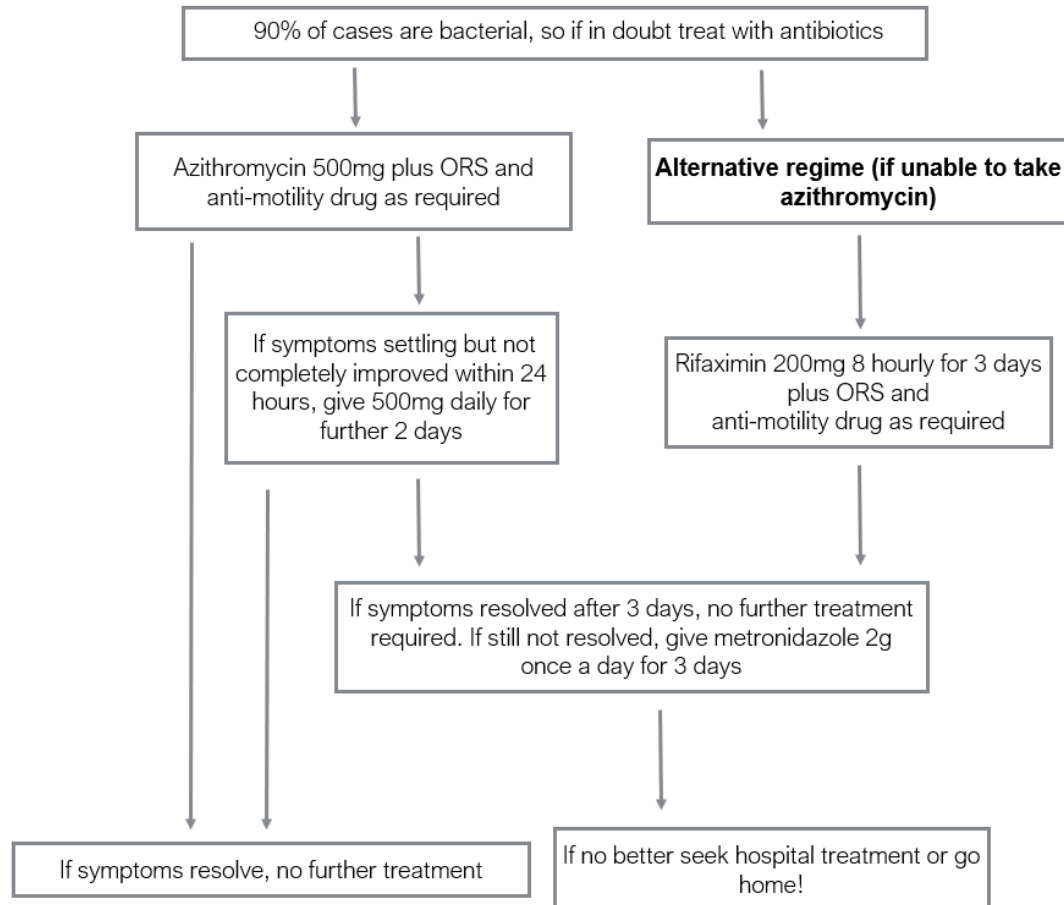 90% of cases are bacterial, so if in doubt treat with antibiotics
Azithromycin 500mg plus ORS and
anti-motility drug as required
Alternative regime (if unable to take
azithromycin)
If symptoms settling but not
completely improved within 24
hours, give 500mg daily for
further 2 days
Rifaximin 200mg 8 hourly for 3 days
plus ORS and
anti-motility drug as required
If symptoms resolved after 3 days, no further treatment
required. If still not resolved, give metronidazole 2g
once a day for 3 days
If symptoms resolve, no further treatment
If no better seek hospital treatment or go
home!